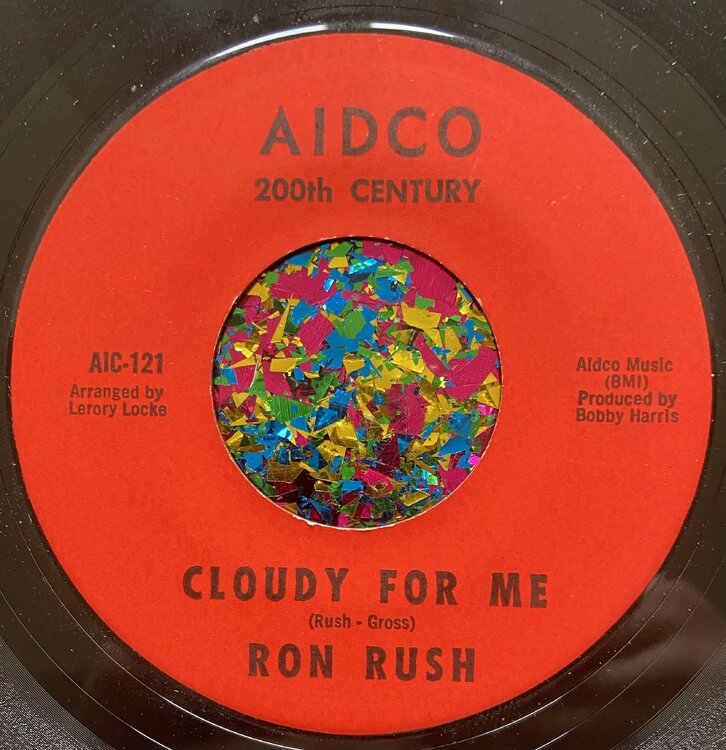 AIDCO
200th CENTURY
AIC-121
Arranged by
Lerory Locke
Aidco Music
(BMI)
Produced by
Bobby Harris
CLOUDY FOR ME
(Rush - Gross)
RON RUSH